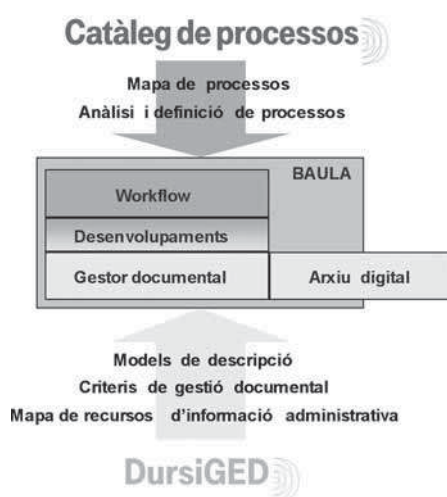 Catàleg de processos
Mapa de processos
Anàlisi i definició de processos
BAULA
Workflow
Desenvolupaments
Gestor documental
Arxiu digital
Models de descripció
Criteris de gestió documental
Mapa de recursos d'informació administrativa
DursiGED